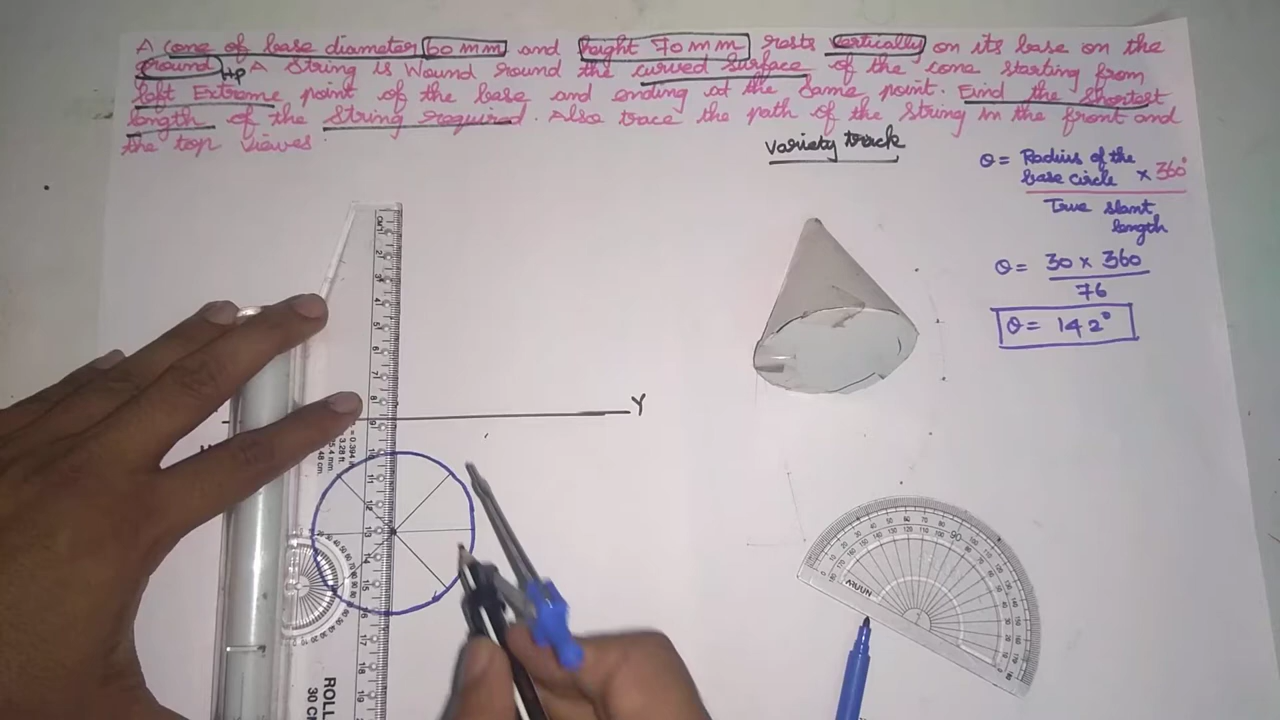 A cone of base diameter 60 mm and height 70 mm rests vertically on its base on the
ground HP A string is wound round the curved surface of the cone starting from
left Extreme point of the base and ending at the same point. Find the shortest
length of the string required. Also trace the path of the string in the front and
the top views.
variety track
θ = Radius of the
base circle × 360°
True slant
length
θ = 30 × 360
76
θ = 142°
Y
ROLL
30 C